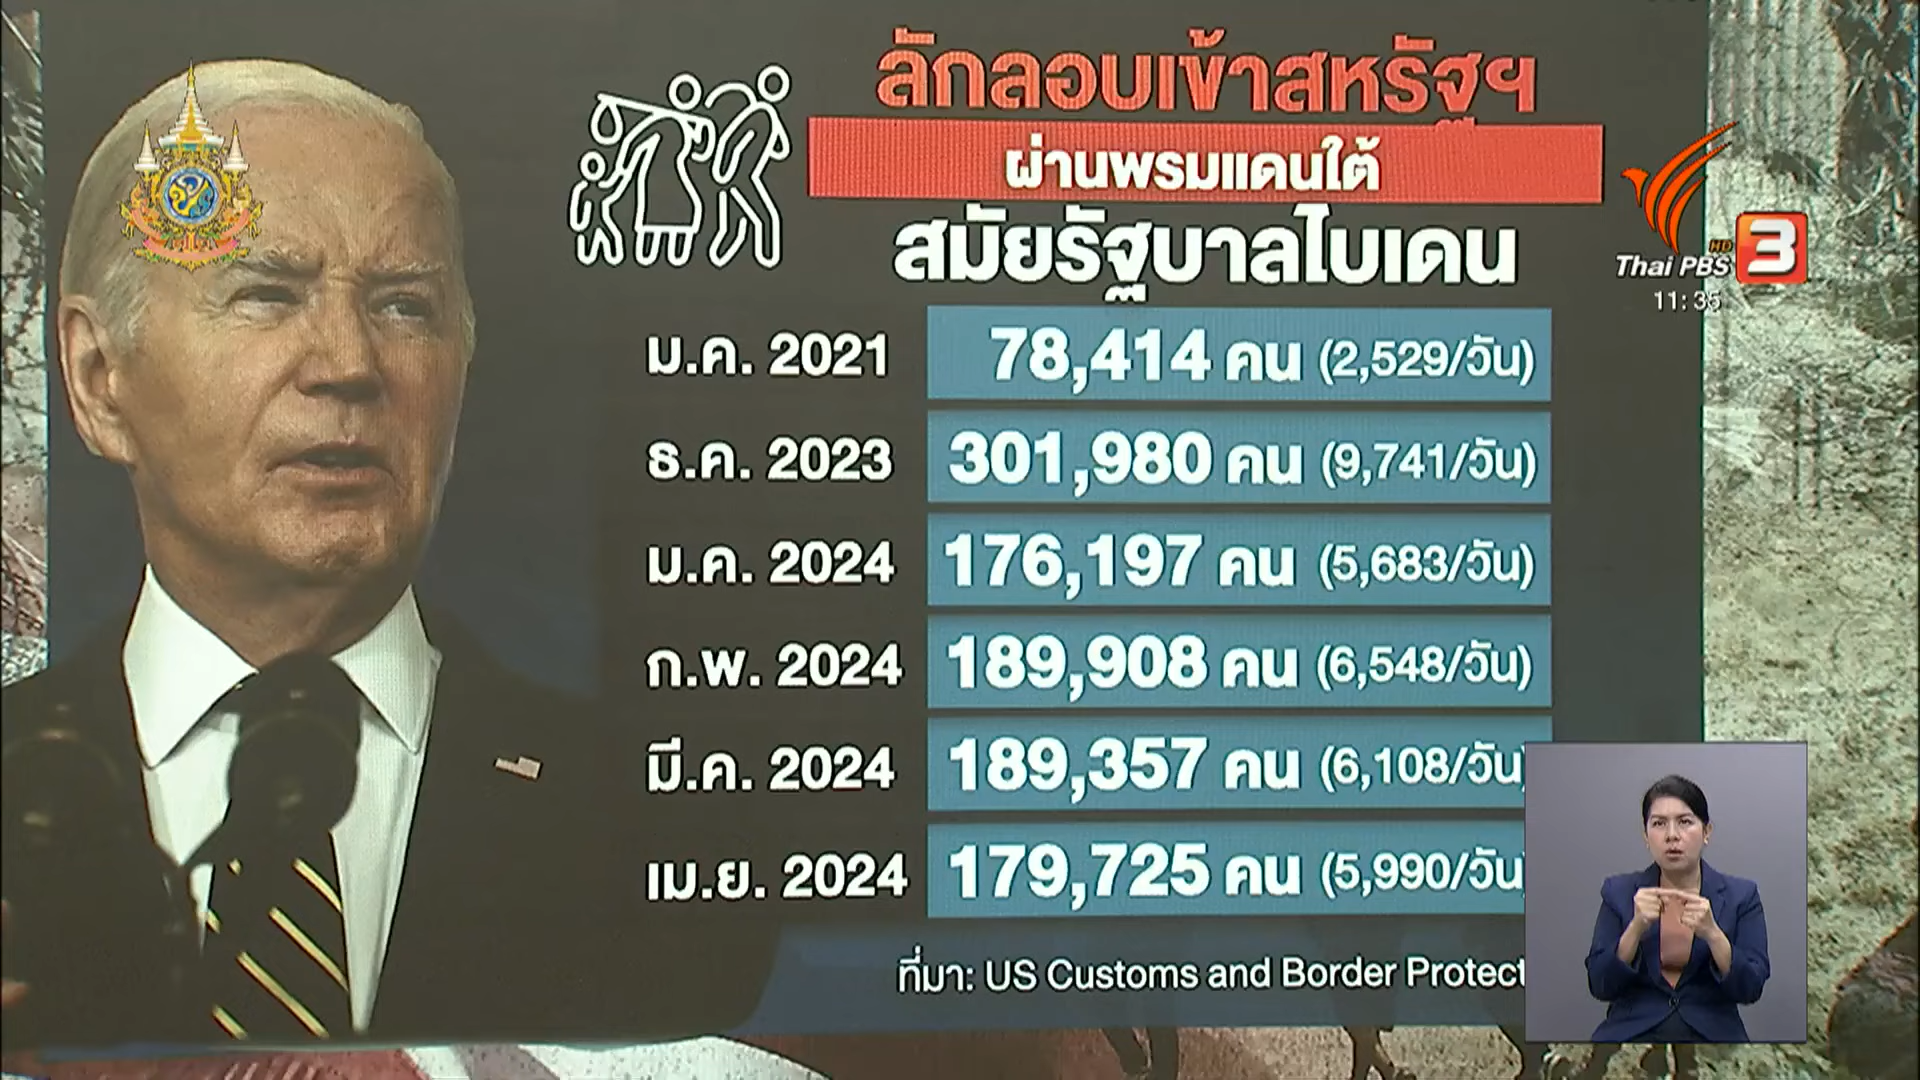 ลักลอบเข้าสหรัฐฯ
ผ่านพรมแดนใต้
สมัยรัฐบาลไบเดน
Thai PBS HD 3
11:35
ม.ค. 2021 78,414 คน (2,529/วัน)
ธ.ค. 2023 301,980 คน (9,741/วัน)
ม.ค. 2024 176,197 คน (5,683/วัน)
ก.พ. 2024 189,908 คน (6,548/วัน)
มี.ค. 2024 189,357 คน (6,108/วัน
เม.ย. 2024 179,725 คน (5,990/วัน
ที่มา: US Customs and Border Protect